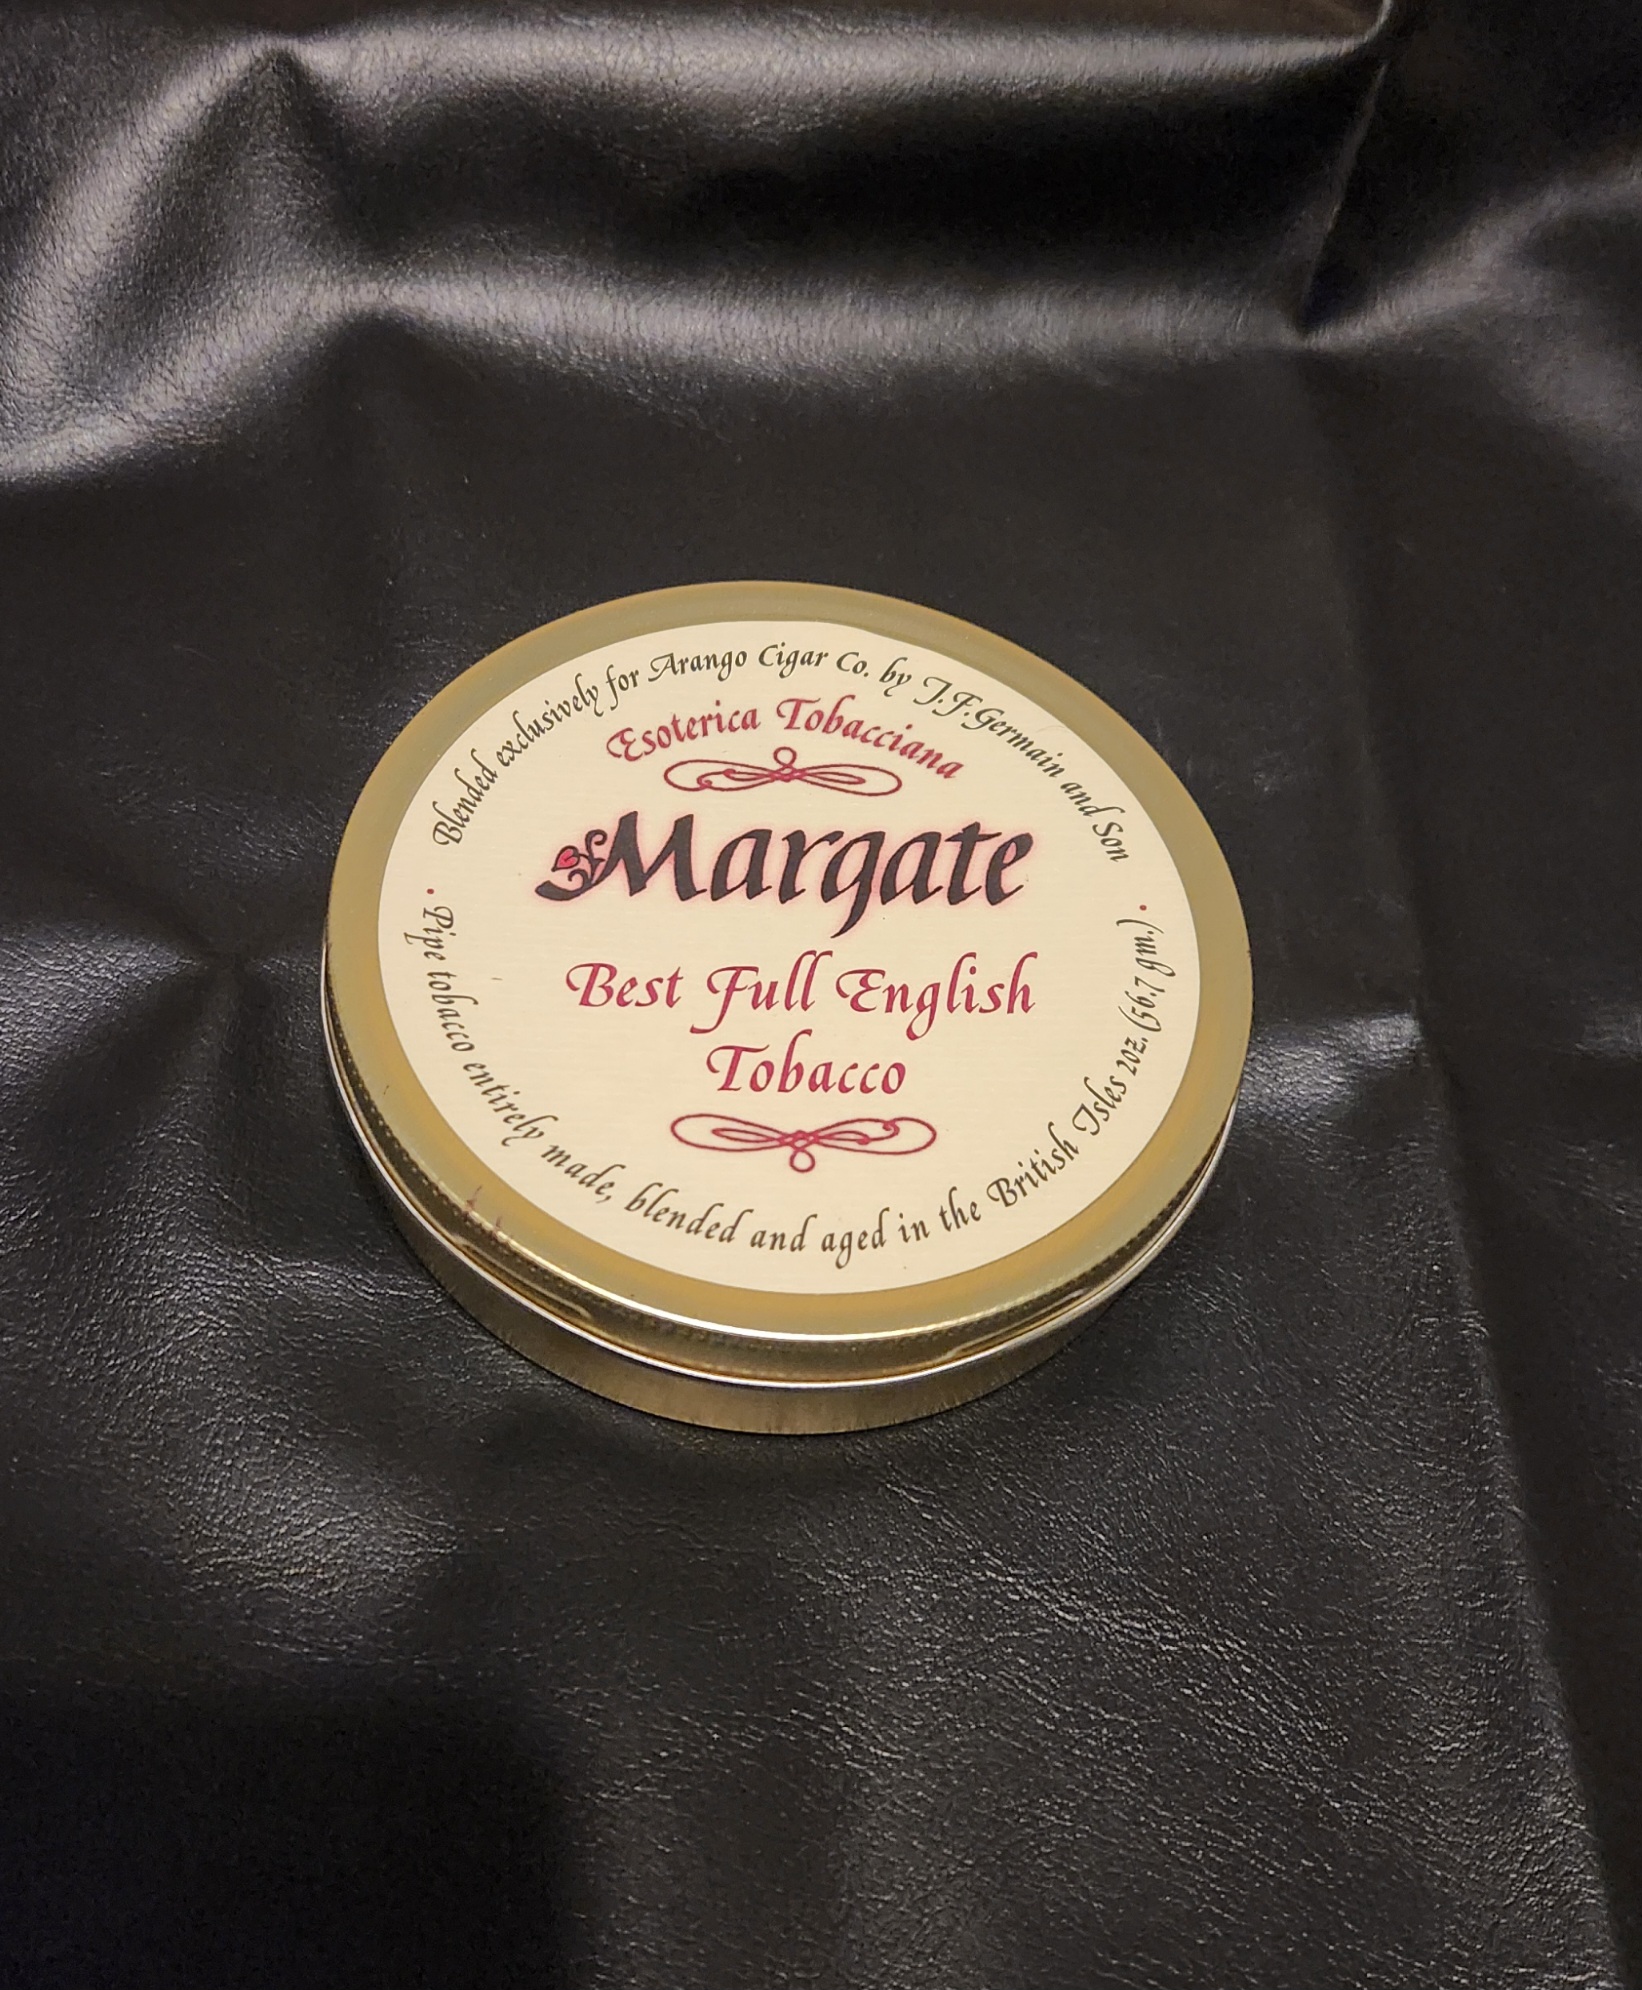 Blended exclusively for Arango Cigar Co. by J.F. Germain and Son
Esoterica Tobacciana
Margate
Best Full English
Tobacco
• Pipe tobacco entirely made, blended and aged in the British Isles 2oz. (56.7 gm.) •